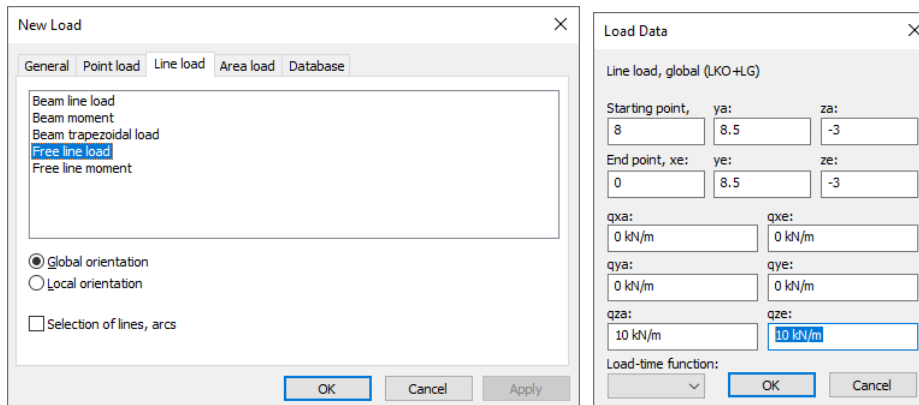 New Load
General Point load Line load Area load Database
Beam line load
Beam moment
Beam trapezoidal load
Free line load
Free line moment
Global orientation
Local orientation
Selection of lines, arcs
OK Cancel Apply
Load Data
Line load, global (LKO+LG)
Starting point, ya: za:
8 8.5 -3
End point, xe: ye: ze:
0 8.5 -3
qxa: qxe:
0 kN/m 0 kN/m
qya: qye:
0 kN/m 0 kN/m
qza: qze:
10 kN/m 10 kN/m
Load-time function:
OK Cancel